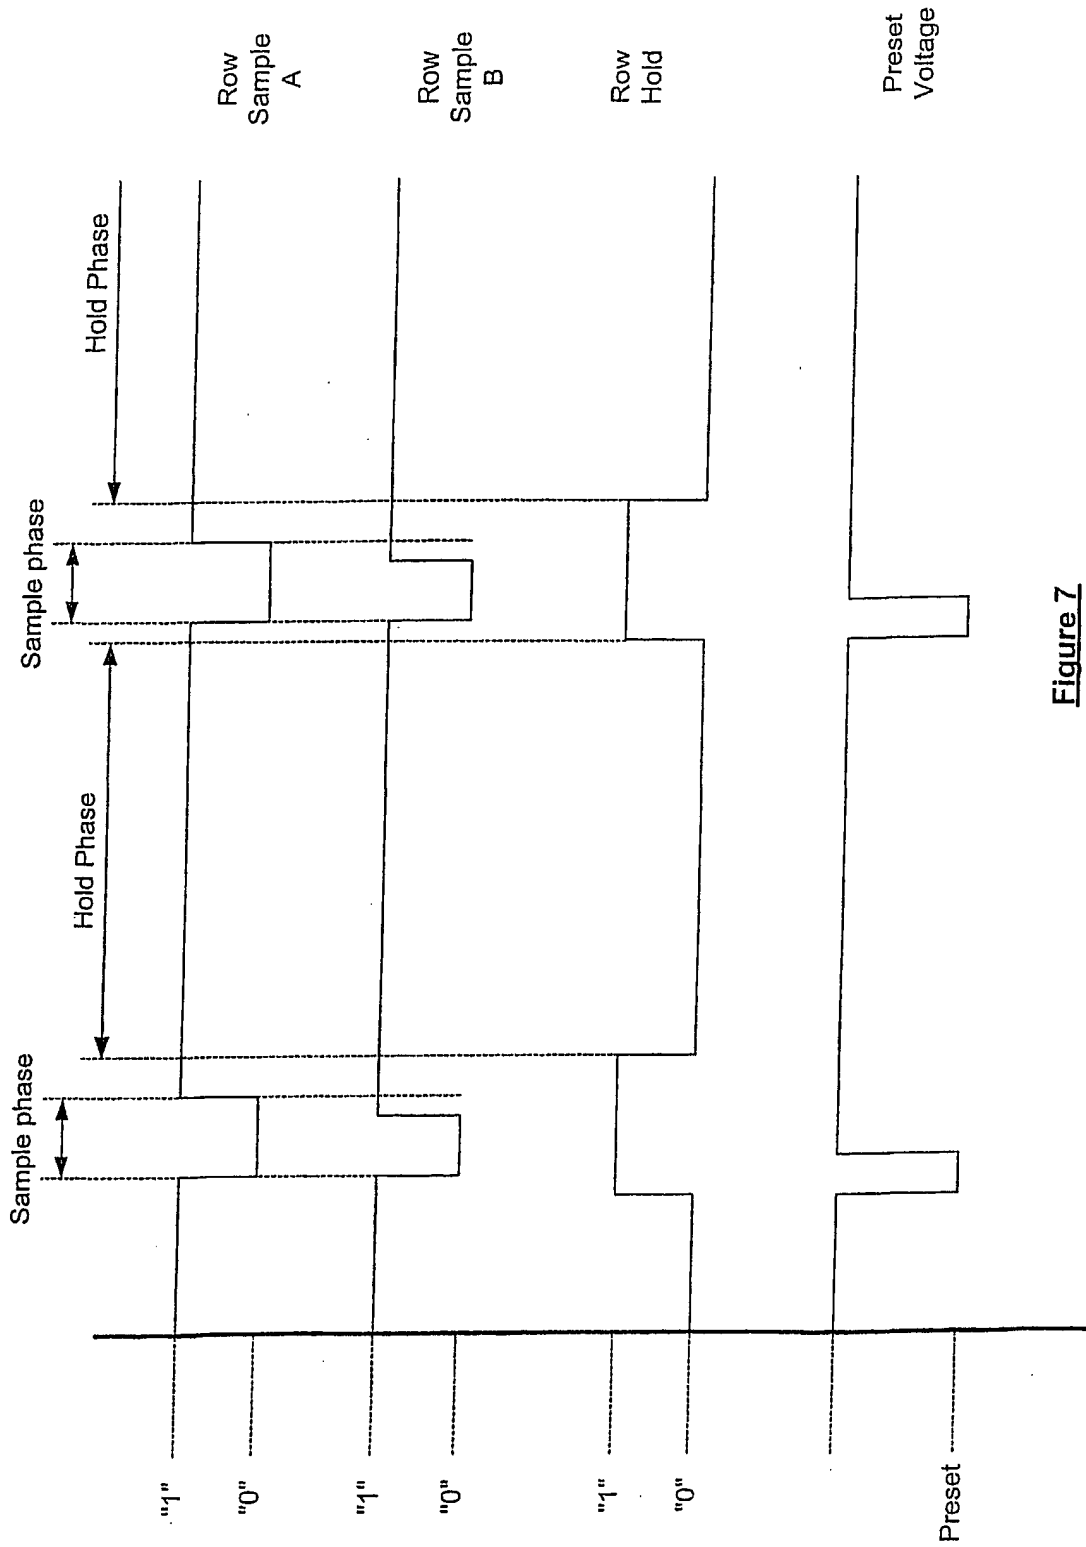 Sample phase
Hold Phase
Sample phase
Hold Phase
"1"
"0"
Row
Sample
A
"1"
"0"
Row
Sample
B
"1"
"0"
Row
Hold
Preset
Preset
Voltage
Figure 7